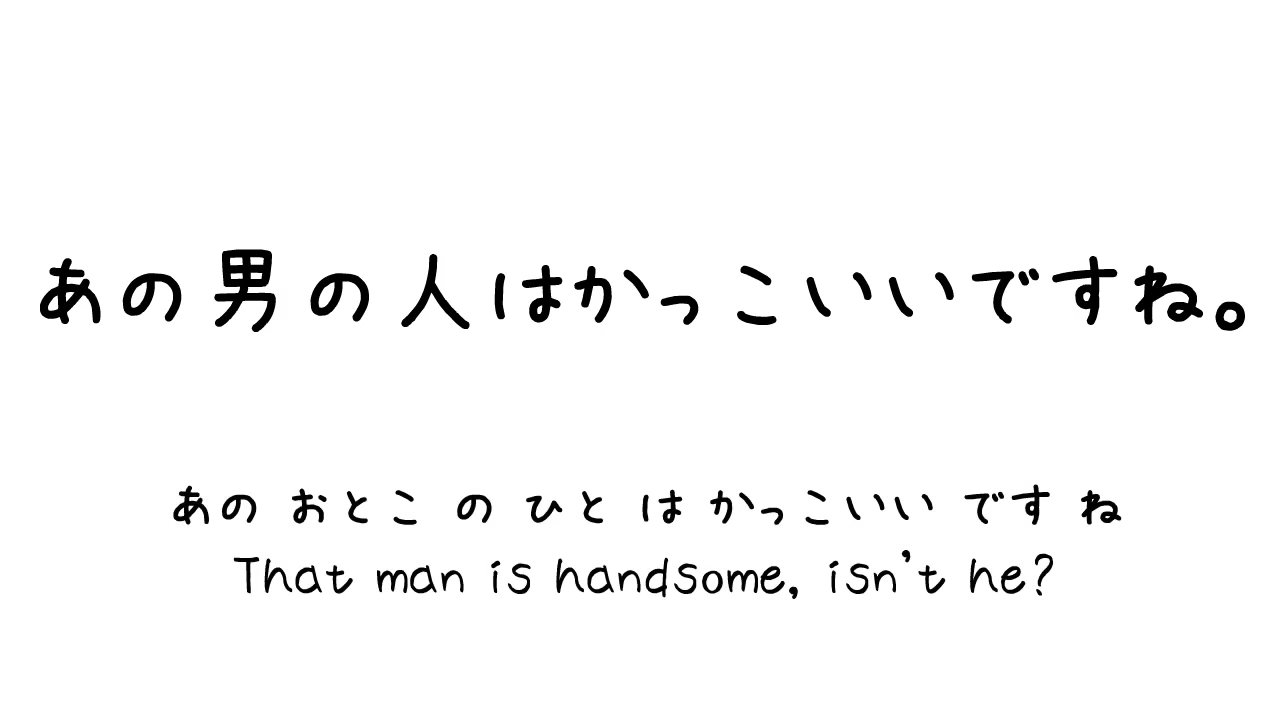 あの男の人はかっこいいですね。
あの おとこ の ひと は かっこいい です ね
That man is handsome, isn't he?